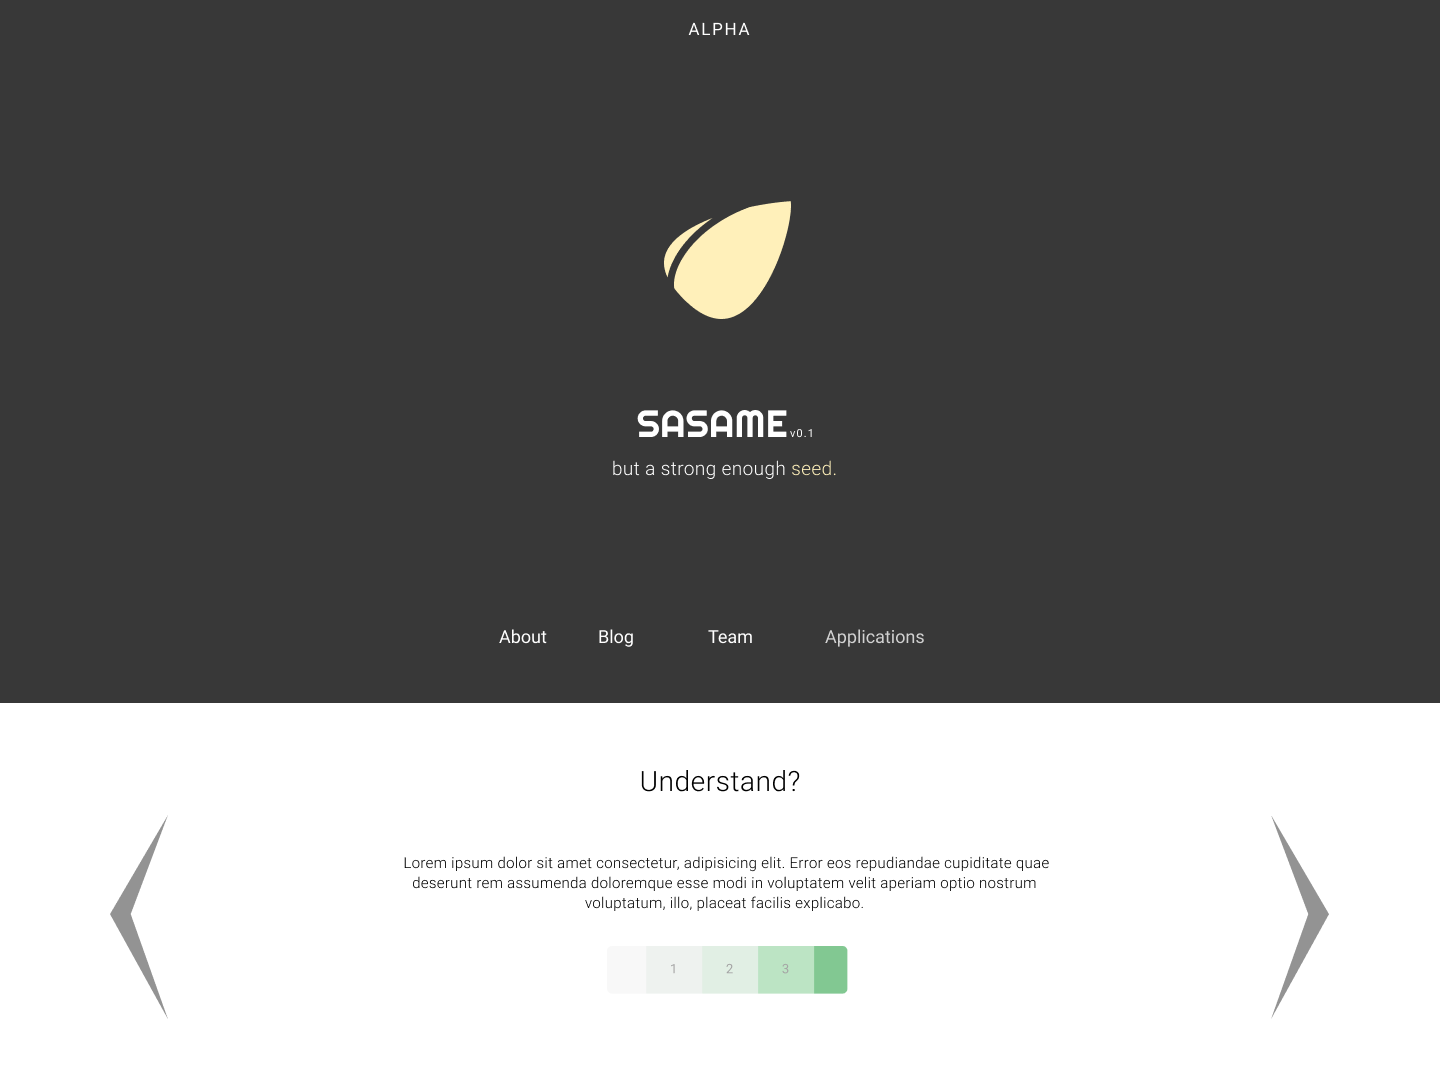 ALPHA
SASAME v0.1
but a strong enough seed.
About Blog Team Applications
Understand?
Lorem ipsum dolor sit amet consectetur, adipisicing elit. Error eos repudiandae cupiditate quae
deserunt rem assumenda doloremque esse modi in voluptatem velit aperiam optio nostrum
voluptatum, illo, placeat facilis explicabo.
1 2 3